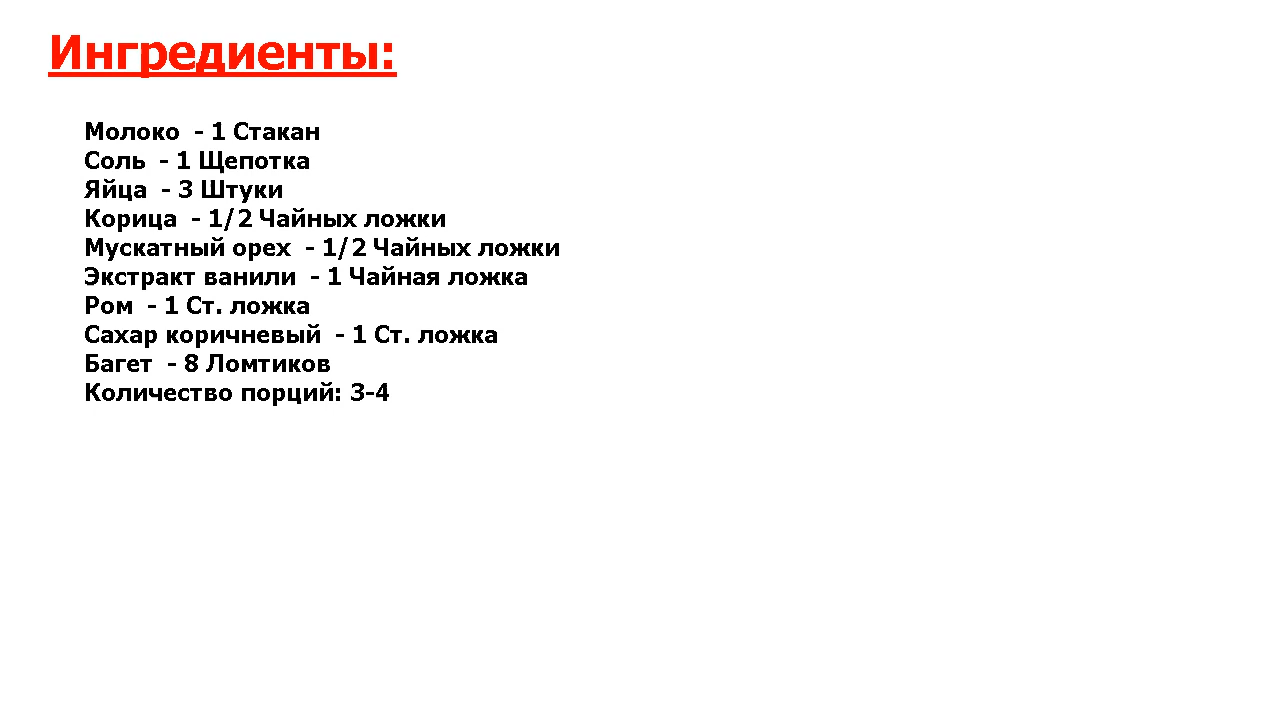 Ингредиенты:
Молоко  - 1 Стакан
Соль  - 1 Щепотка
Яйца  - 3 Штуки
Корица  - 1/2 Чайных ложки
Мускатный орех  - 1/2 Чайных ложки
Экстракт ванили  - 1 Чайная ложка
Ром  - 1 Ст. ложка
Сахар коричневый  - 1 Ст. ложка
Багет  - 8 Ломтиков
Количество порций: 3-4